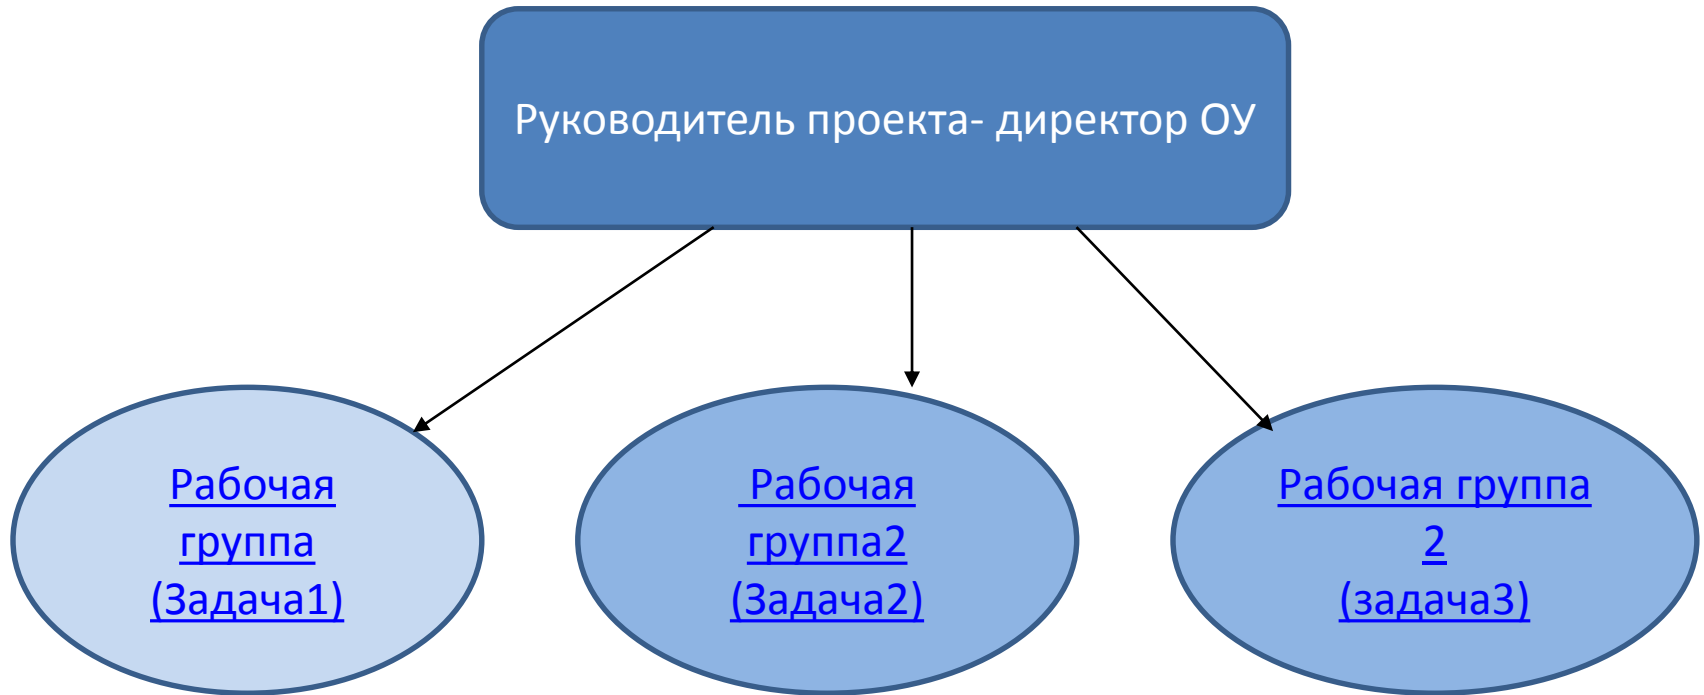 Руководитель проекта- директор ОУ
Рабочая
группа
(Задача1)
Рабочая
группа2
(Задача2)
Рабочая группа
2
(задача3)